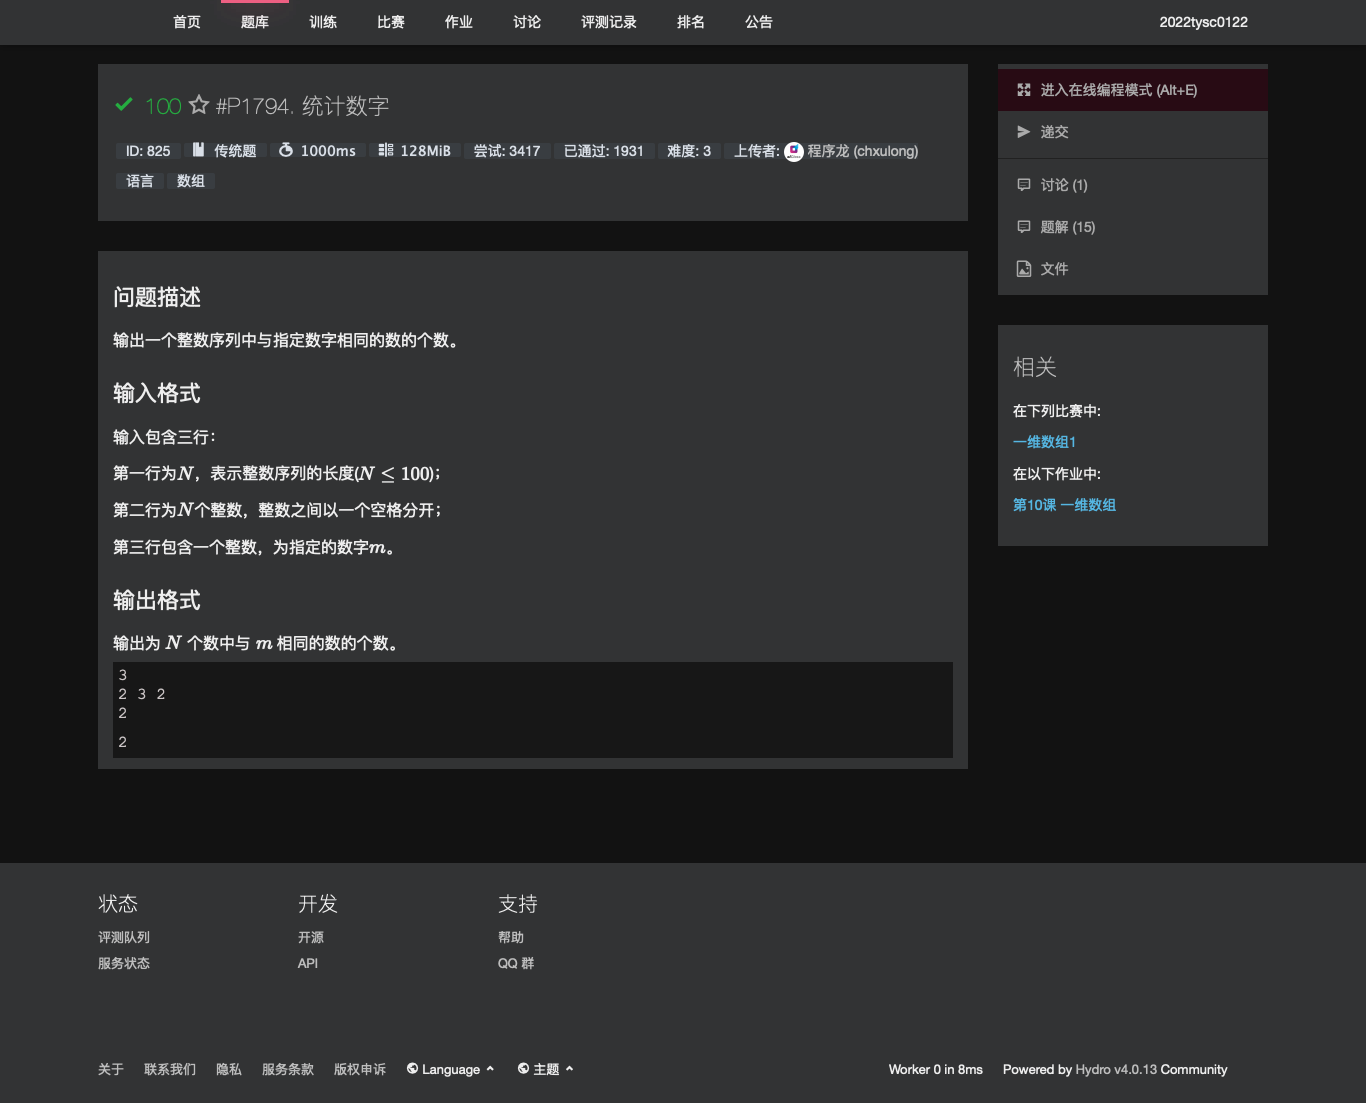 首页 题库 训练 比赛 作业 讨论 评测记录 排名 公告 2022tysc0122
100 #P1794. 统计数字
ID: 825 传统题 1000ms 128MiB 尝试: 3417 已通过: 1931 难度: 3 上传者: 程序龙 (chxulong)
语言 数组
问题描述
输出一个整数序列中与指定数字相同的数的个数。
输入格式
输入包含三行：
第一行为N，表示整数序列的长度(N ≤ 100)；
第二行为N个整数，整数之间以一个空格分开；
第三行包含一个整数，为指定的数字m。
输出格式
输出为 N 个数中与 m 相同的数的个数。
3
2 3 2
2
2
进入在线编程模式 (Alt+E)
递交
讨论 (1)
题解 (15)
文件
相关
在下列比赛中:
一维数组1
在以下作业中:
第10课 一维数组
状态 开发 支持
评测队列 开源 帮助
服务状态 API QQ 群
关于 联系我们 隐私 服务条款 版权申诉 Language 主题 Worker 0 in 8ms Powered by Hydro v4.0.13 Community